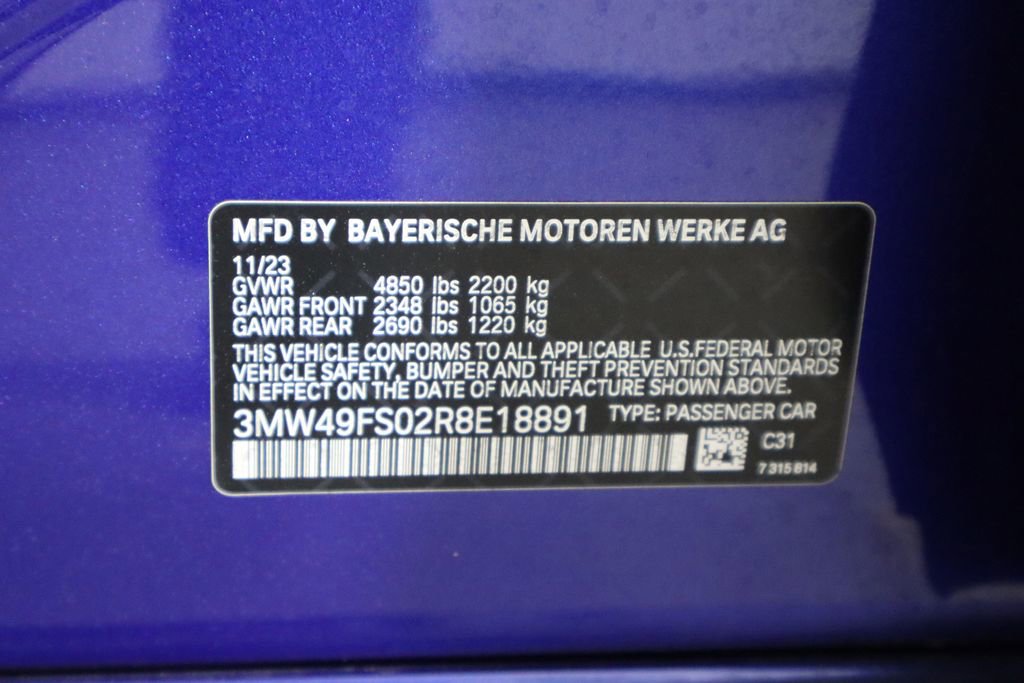 MFD BY BAYERISCHE MOTOREN WERKE AG
11/23
GVWR 4850 lbs 2200 kg
GAWR FRONT 2348 lbs 1065 kg
GAWR REAR 2690 lbs 1220 kg
THIS VEHICLE CONFORMS TO ALL APPLICABLE U.S.FEDERAL MOTOR
VEHICLE SAFETY, BUMPER AND THEFT PREVENTION STANDARDS
IN EFFECT ON THE DATE OF MANUFACTURE SHOWN ABOVE.
3MW49FS02R8E18891 TYPE: PASSENGER CAR
C31
7 315 814